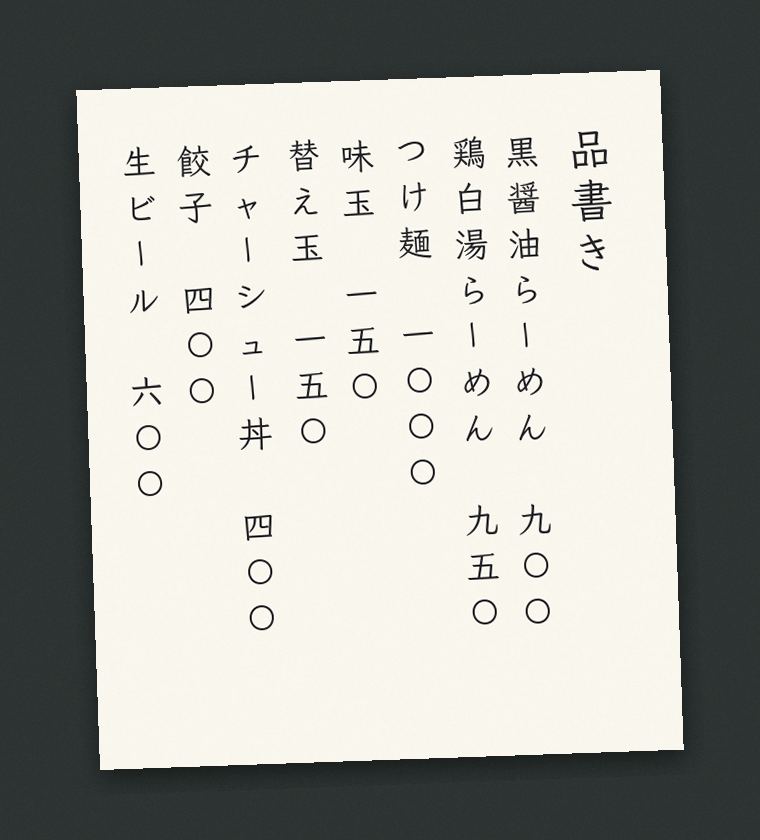 品書き
黒醤油らーめん　九〇〇
鶏白湯らーめん　九五〇
つけ麺　一〇〇〇
味玉　一五〇
替え玉　一五〇
チャーシュー丼　四〇〇
餃子　四〇〇
生ビール　六〇〇